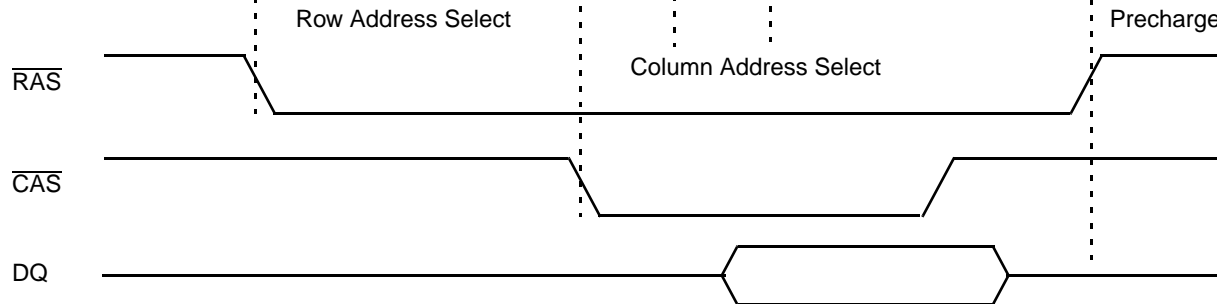 Row Address Select
Precharge
Column Address Select
RAS
CAS
DQ